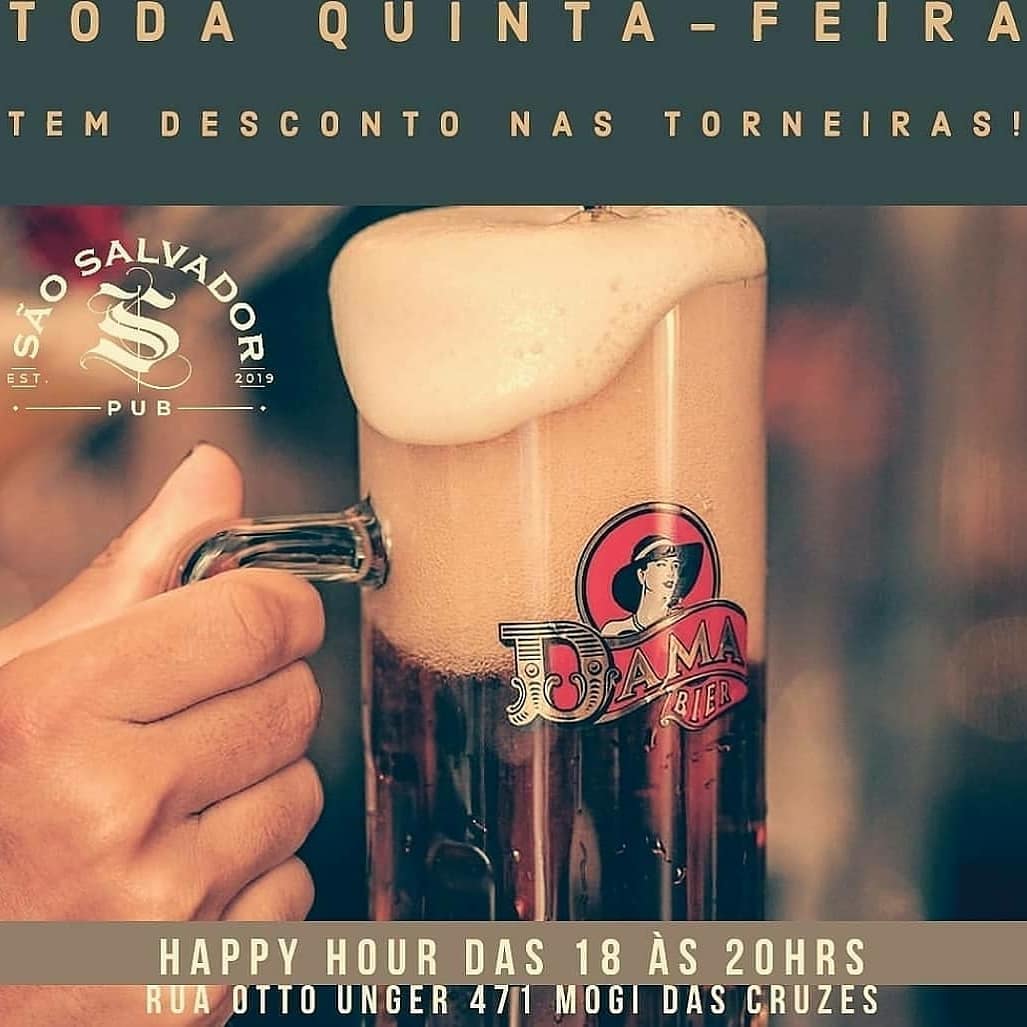 TODA QUINTA-FEIRA
TEM DESCONTO NAS TORNEIRAS!
SÃO SALVADOR
S
EST. 2019
PUB
DAMA
BIER
HAPPY HOUR DAS 18 ÀS 20HRS
RUA OTTO UNGER 471 MOGI DAS CRUZES